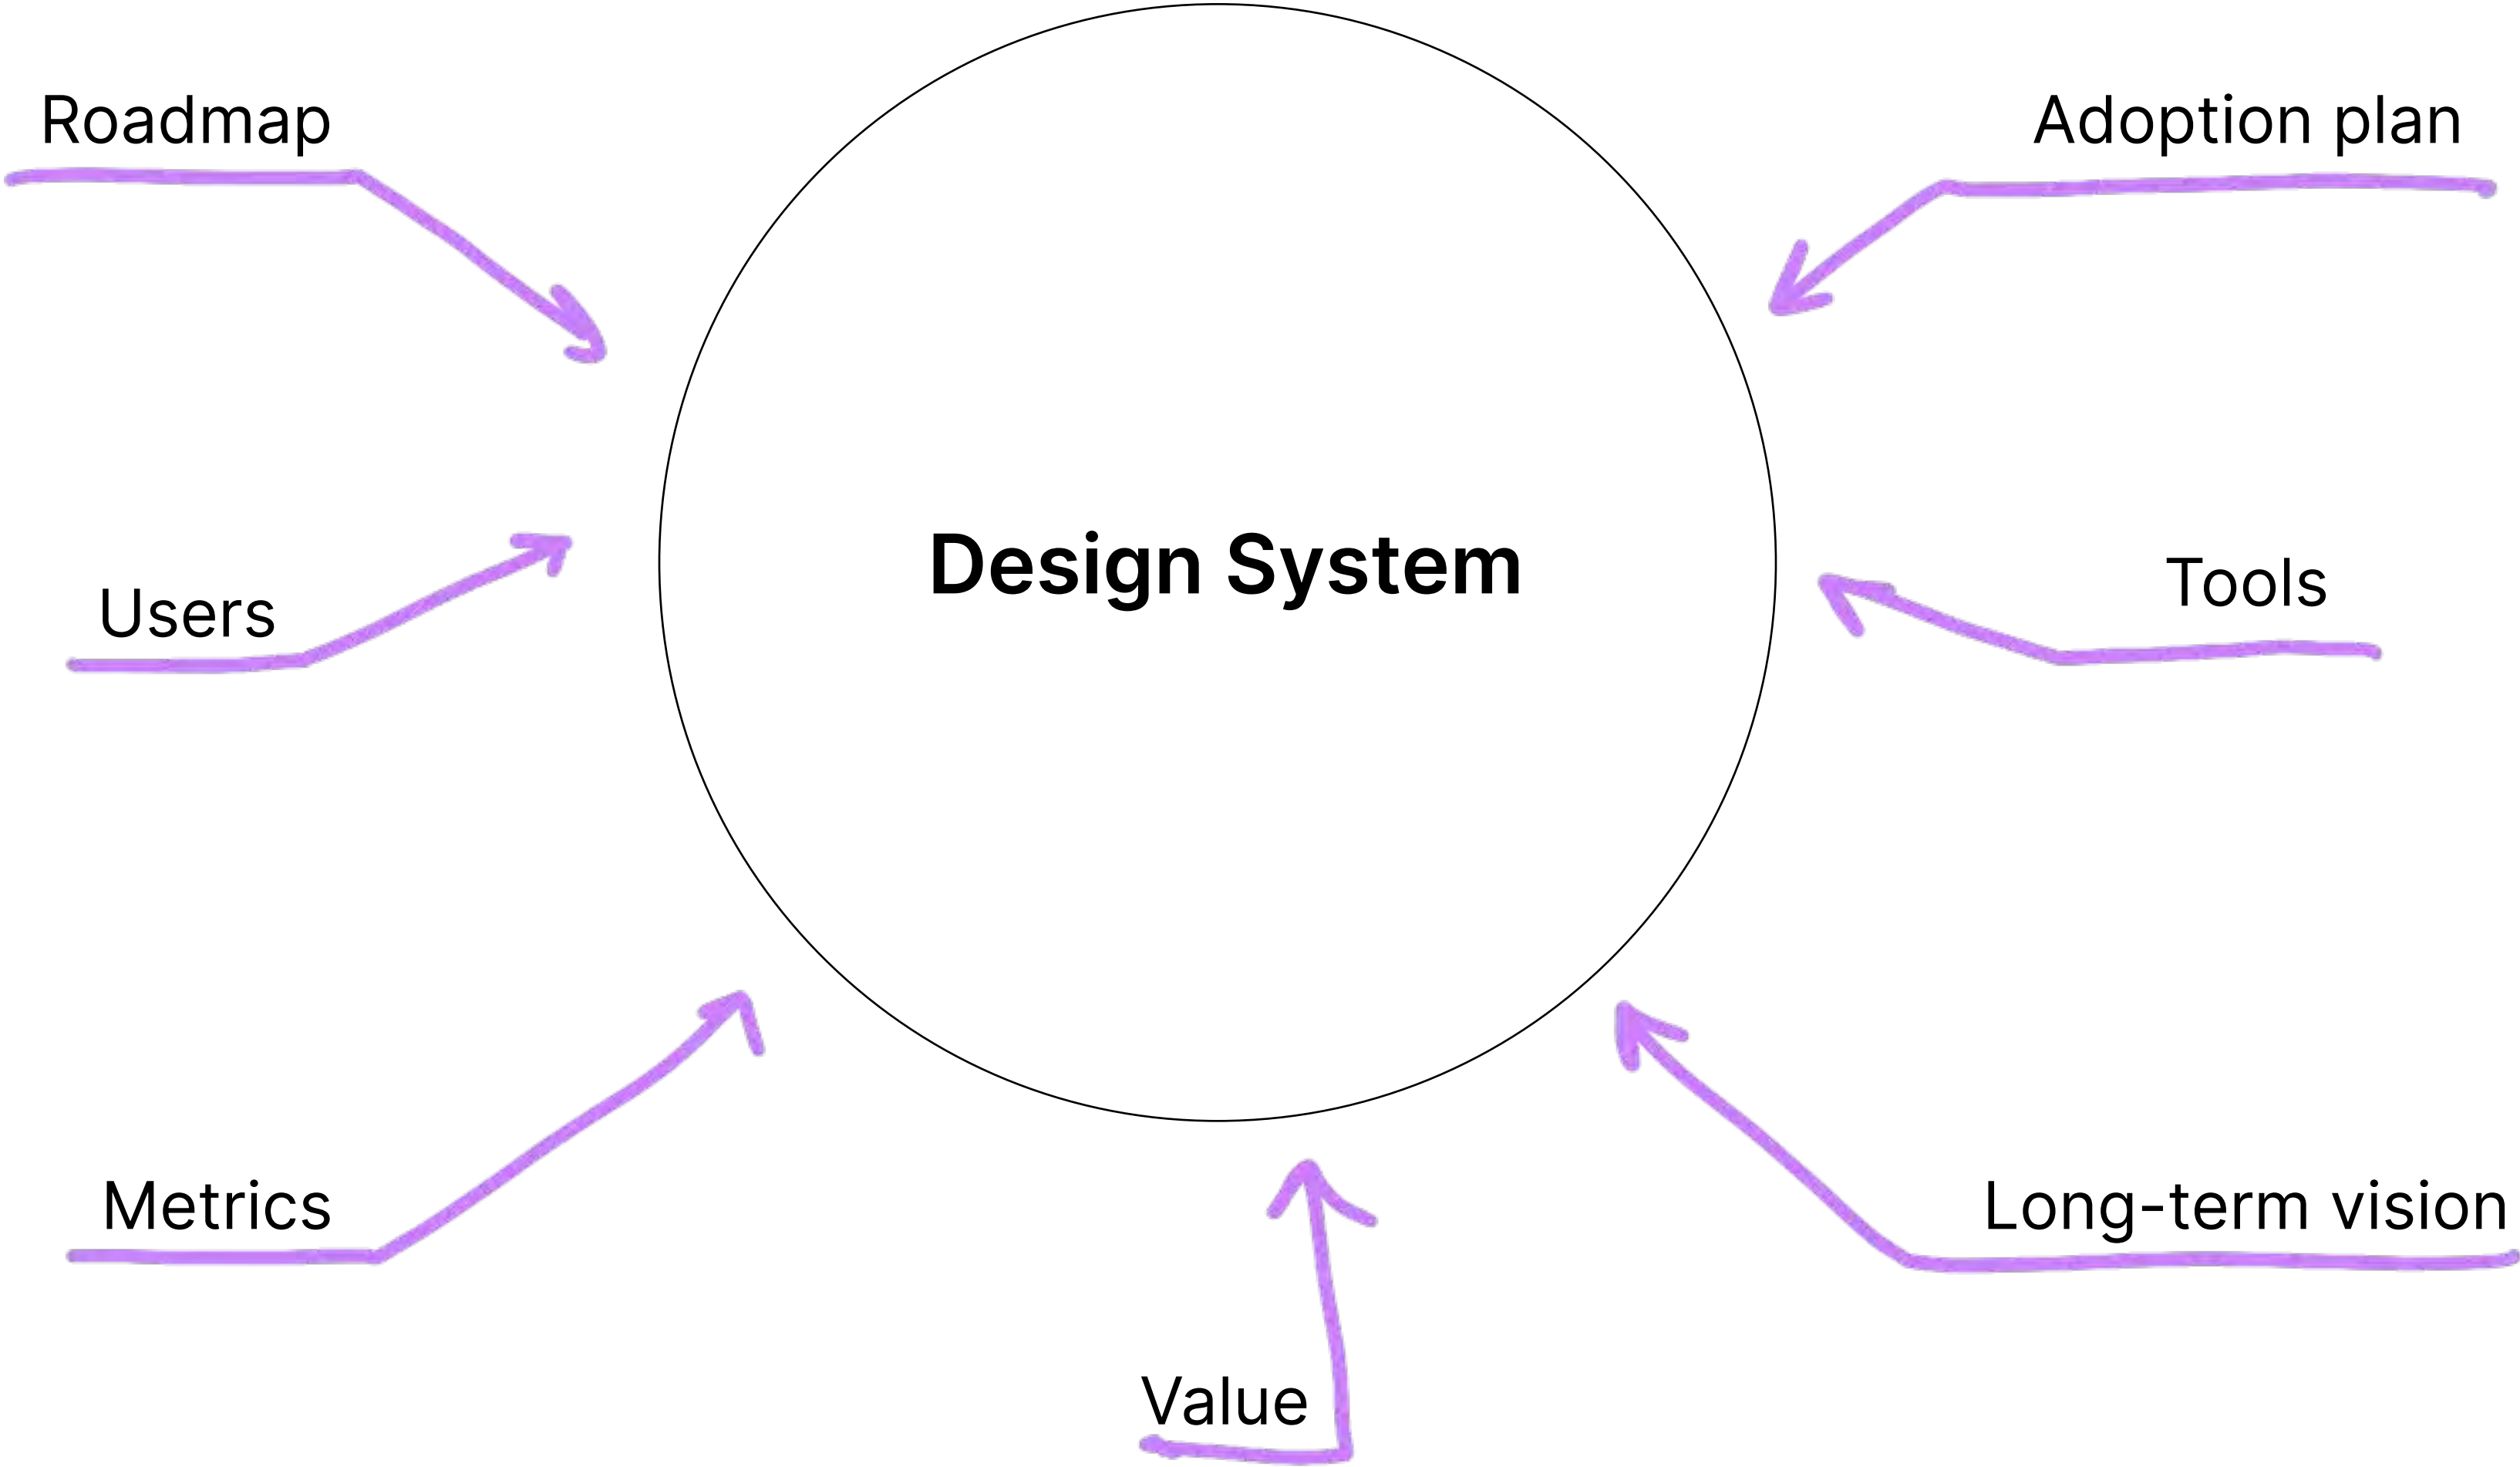 Roadmap
Adoption plan
Design System
Users
Tools
Metrics
Long-term vision
Value